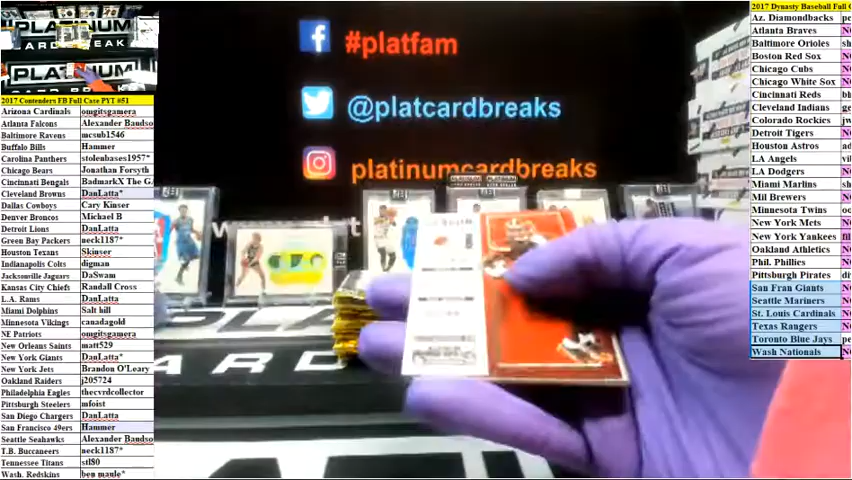 PLATINUM
CARD BREAK
PLATINUM
2017 Contenders FB Full Case PYT #51
Arizona Cardinals omgitsgamera
Atlanta Falcons Alexander Baudso
Baltimore Ravens mcsub1546
Buffalo Bills Hammer
Carolina Panthers stolenbases1957*
Chicago Bears Jonathan Forsyth
Cincinnati Bengals BadmarkX The G
Cleveland Browns DanLatta*
Dallas Cowboys Cary Kinser
Denver Broncos Michael B
Detroit Lions DanLatta
Green Bay Packers neck1187*
Houston Texans Skinser
Indianapolis Colts digman
Jacksonville Jaguars DaSwam
Kansas City Chiefs Randall Cross
L.A. Rams DanLatta
Miami Dolphins Salt hill
Minnesota Vikings canadagold
NE Patriots omgitsgamera
New Orleans Saints matt529
New York Giants DanLatta*
New York Jets Brandon O'Leary
Oakland Raiders j205724
Philadelphia Eagles thecvrdcollector
Pittsburgh Steelers mfoist
San Diego Chargers DanLatta
San Francisco 49ers Hammer
Seattle Seahawks Alexander Baudso
T.B. Buccaneers neck1187*
Tennessee Titans stl80
Wash. Redskins ben maule*
#platfam
@platcardbreaks
platinumcardbreaks
2017 Dynasty Baseball Full
Az. Diamondbacks
Atlanta Braves
Baltimore Orioles
Boston Red Sox
Chicago Cubs
Chicago White Sox
Cincinnati Reds
Cleveland Indians
Colorado Rockies
Detroit Tigers
Houston Astros
LA Angels
LA Dodgers
Miami Marlins
Mil Brewers
Minnesota Twins
New York Mets
New York Yankees
Oakland Athletics
Phil. Phillies
Pittsburgh Pirates
San Fran Giants
Seattle Mariners
St. Louis Cardinals
Texas Rangers
Toronto Blue Jays
Wash Nationals